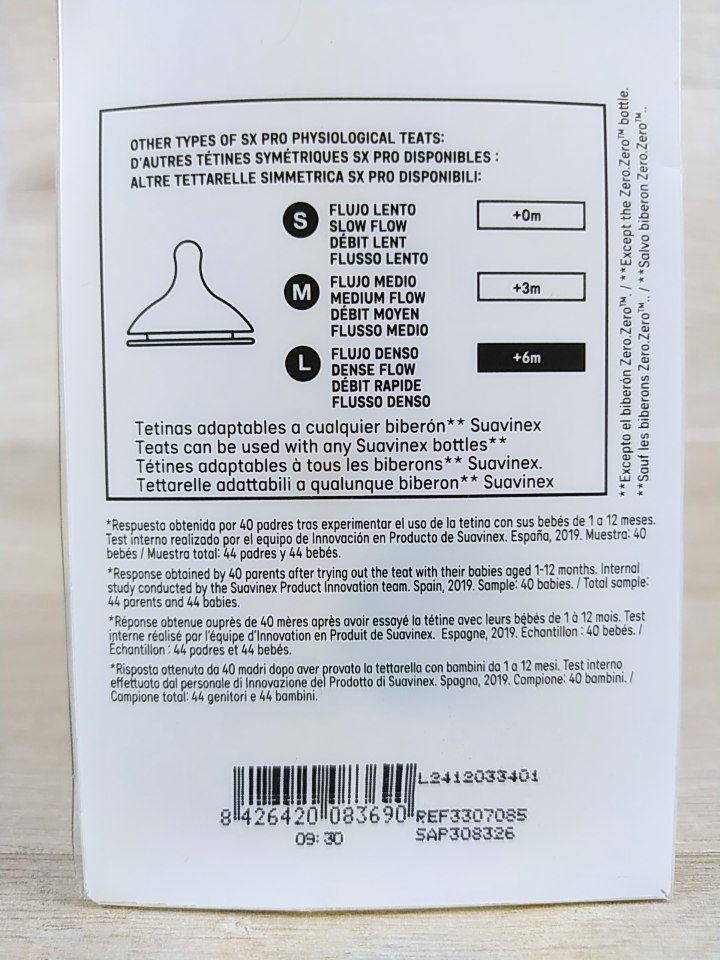 OTHER TYPES OF SX PRO PHYSIOLOGICAL TEATS:
D'AUTRES TÉTINES SYMÉTRIQUES SX PRO DISPONIBLES :
ALTRE TETTARELLE SIMMETRICA SX PRO DISPONIBILI:
S
FLUJO LENTO
SLOW FLOW
DÉBIT LENT
FLUSSO LENTO
+0m
M
FLUJO MEDIO
MEDIUM FLOW
DÉBIT MOYEN
FLUSSO MEDIO
+3m
L
FLUJO DENSO
DENSE FLOW
DÉBIT RAPIDE
FLUSSO DENSO
+6m
Tetinas adaptables a cualquier biberón** Suavinex
Teats can be used with any Suavinex bottles**
Tétines adaptables à tous les biberons** Suavinex.
Tettarelle adattabili a qualunque biberon** Suavinex
**Excepto el biberón Zero.Zero™. / **Except the Zero.Zero™ bottle.
**Sauf les biberons Zero.Zero™.. / **Salvo biberon Zero.Zero™..
*Respuesta obtenida por 40 padres tras experimentar el uso de la tetina con sus bebés de 1 a 12 meses.
Test interno realizado por el equipo de Innovación en Producto de Suavinex. España, 2019. Muestra: 40
bebés / Muestra total: 44 padres y 44 bebés.
*Response obtained by 40 parents after trying out the teat with their babies aged 1-12 months. Internal
study conducted by the Suavinex Product Innovation team. Spain, 2019. Sample: 40 babies. / Total sample:
44 parents and 44 babies.
*Réponse obtenue auprès de 40 mères après avoir essayé la tétine avec leurs bébés de 1 à 12 mois. Test
interne réalisé par l'équipe d'Innovation en Produit de Suavinex. Espagne, 2019. Échantillon : 40 bebés. /
Échantillon : 44 padres et 44 bebés.
*Risposta ottenuta da 40 madri dopo aver provato la tettarella con bambini da 1 a 12 mesi. Test interno
effettuato dal personale di Innovazione del Prodotto di Suavinex. Spagna, 2019. Campione: 40 bambini. /
Campione total: 44 genitori e 44 bambini.
L2412033401
8 426420 083690
REF3307085
09:30
SAP308326